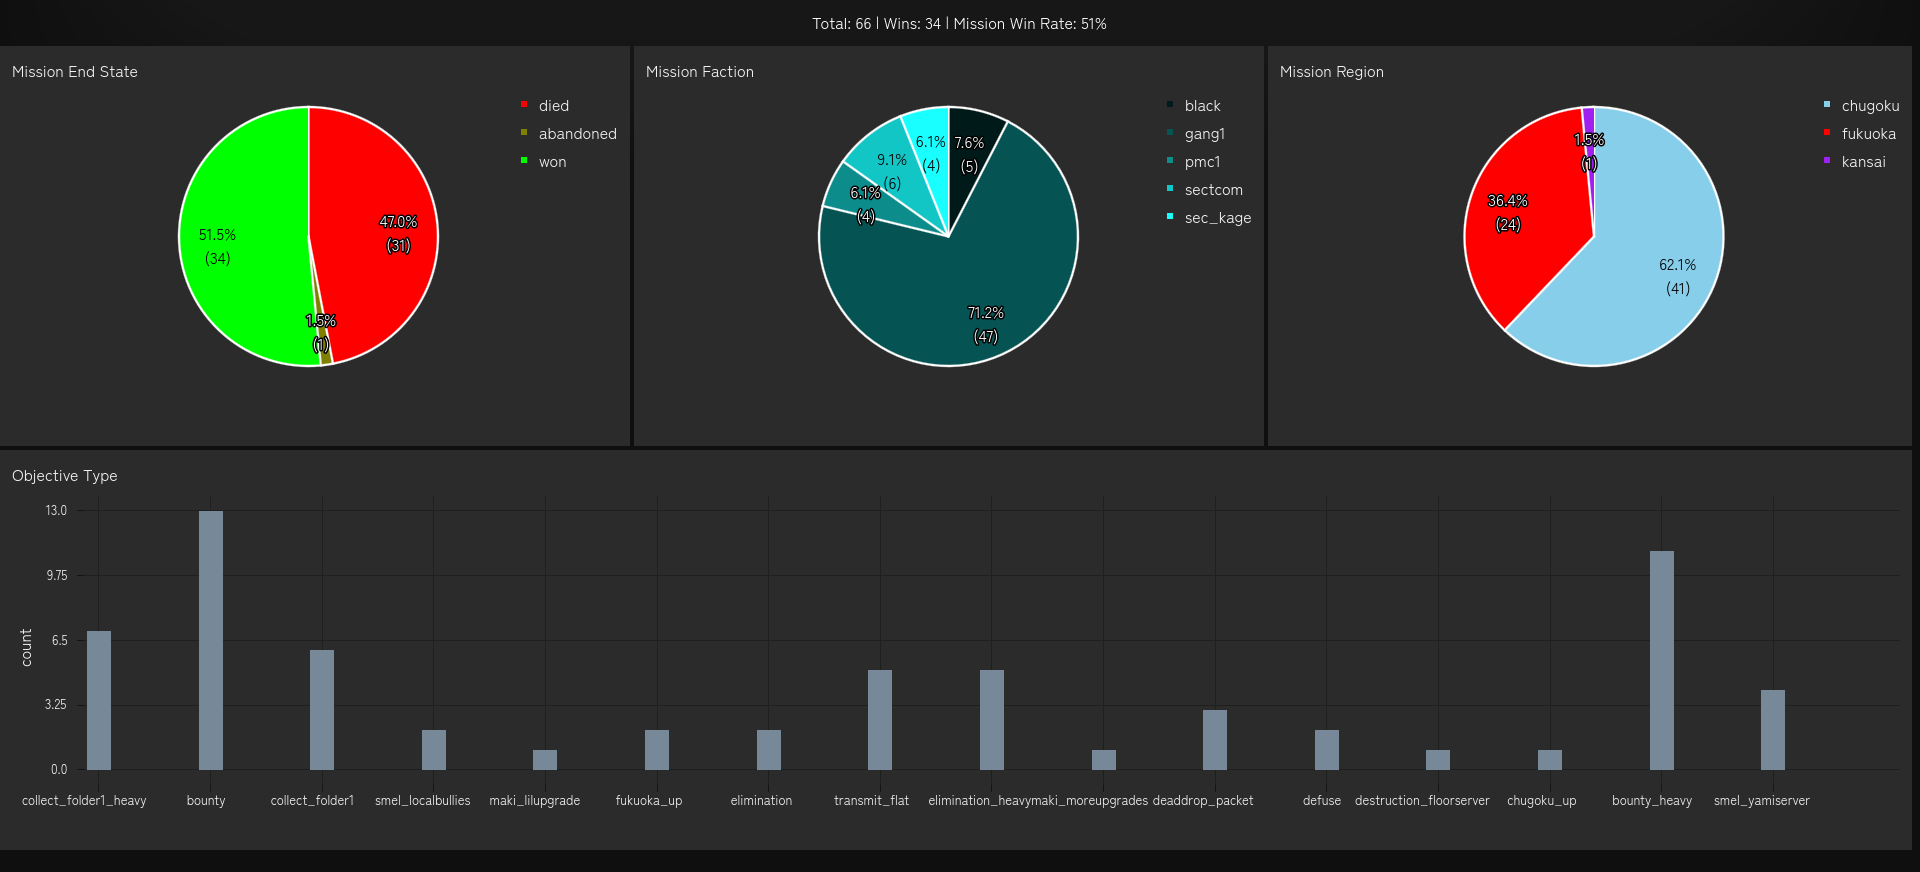 Total: 66 | Wins: 34 | Mission Win Rate: 51%
Mission End State
died
abandoned
won
51.5%
(34)
47.0%
(31)
1.5%
(1)
Mission Faction
black
gang1
pmc1
sectcom
sec_kage
6.1%
(4)
7.6%
(5)
9.1%
(6)
6.1%
(4)
71.2%
(47)
Mission Region
chugoku
fukuoka
kansai
1.5%
(1)
36.4%
(24)
62.1%
(41)
Objective Type
count
13.0
9.75
6.5
3.25
0.0
collect_folder1_heavy
bounty
collect_folder1
smel_localbullies
maki_lilupgrade
fukuoka_up
elimination
transmit_flat
elimination_heavy
maki_moreupgrades
deaddrop_packet
defuse
destruction_floorserver
chugoku_up
bounty_heavy
smel_yamiserver